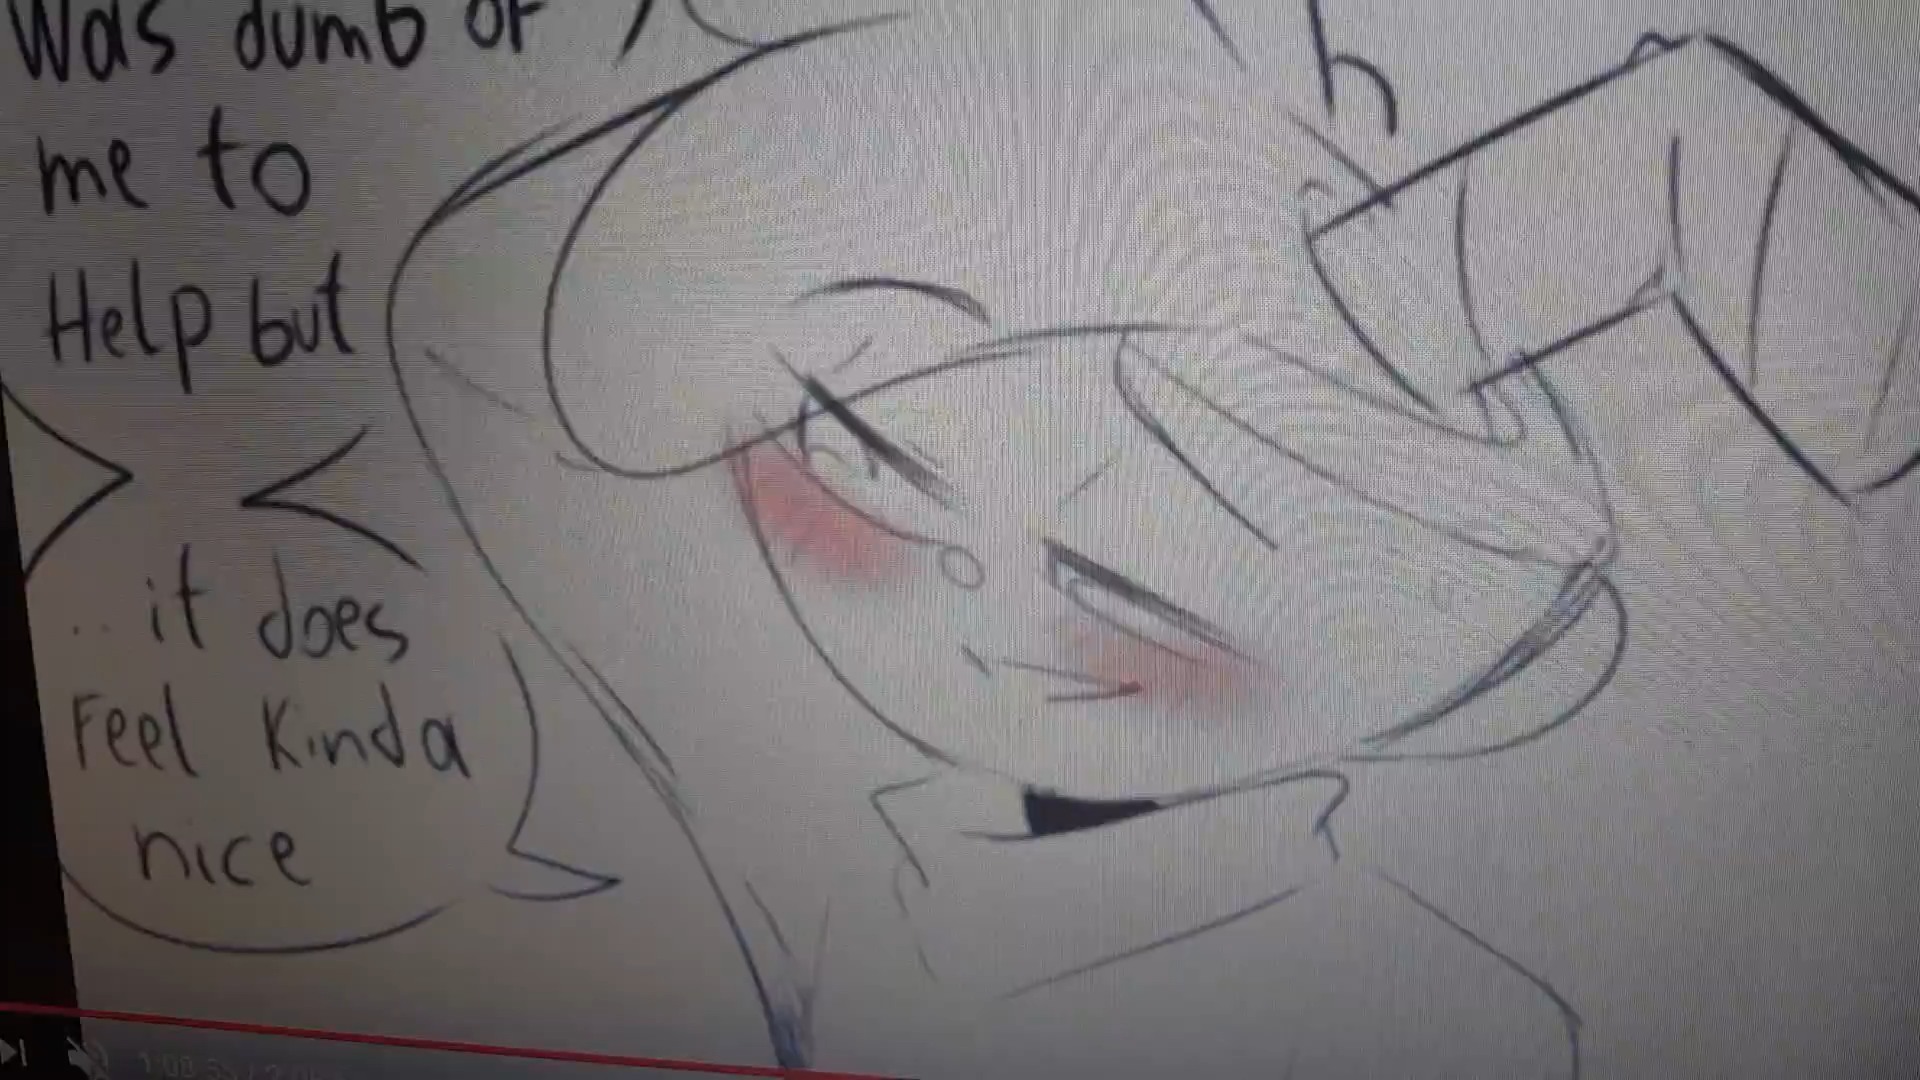 Was dumb of
me to
Help but
> <
.. it does
Feel Kinda
nice
h